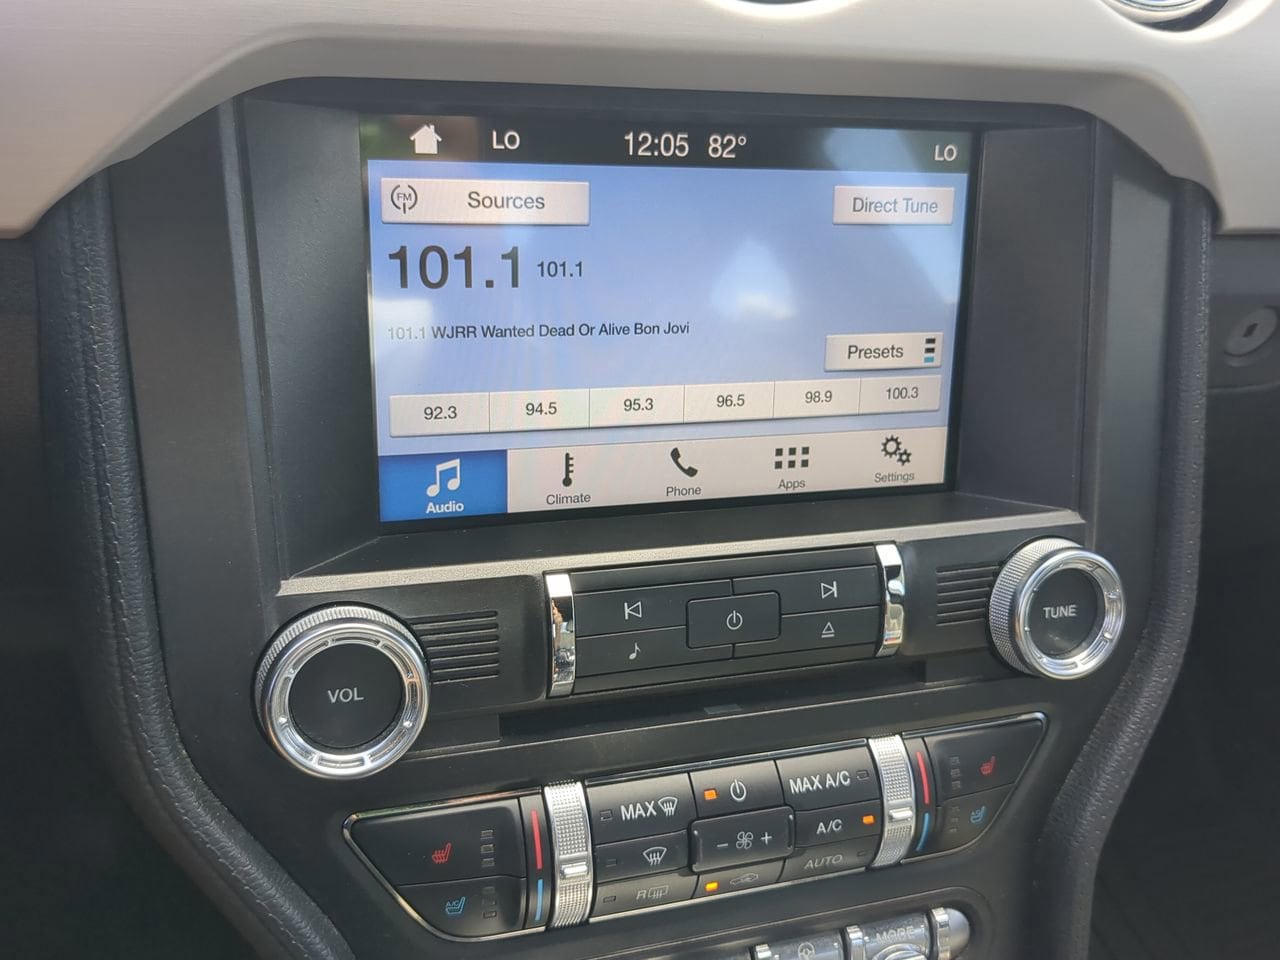 LO 12:05 82° LO
FM Sources Direct Tune
101.1 101.1
101.1 WJRR Wanted Dead Or Alive Bon Jovi
Presets
92.3 94.5 95.3 96.5 98.9 100.3
Audio Climate Phone Apps Settings
TUNE
VOL
MAX MAX A/C
A/C
AUTO
R
A/C
MORE